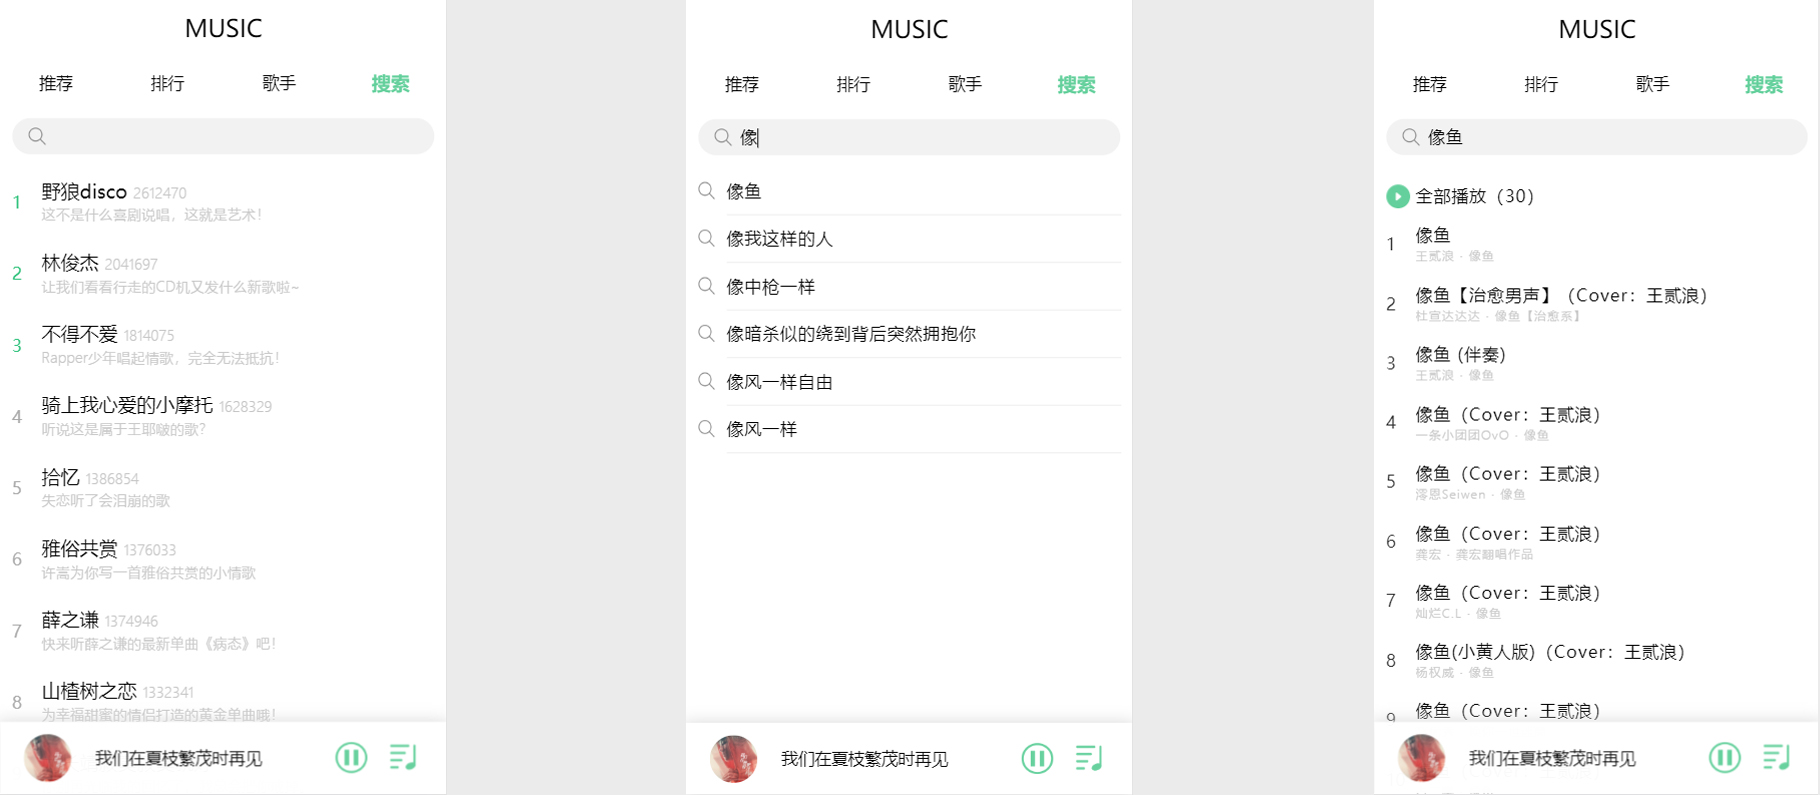 MUSIC
推荐 排行 歌手 搜索
1 野狼disco 2612470
这不是什么喜剧说唱，这就是艺术！
2 林俊杰 2041697
让我们看看行走的CD机又发什么新歌啦~
3 不得不爱 1814075
Rapper少年唱起情歌，完全无法抵抗！
4 骑上我心爱的小摩托 1628329
听说这是属于王耶啵的歌？
5 拾忆 1386854
失恋听了会泪崩的歌
6 雅俗共赏 1376033
许嵩为你写一首雅俗共赏的小情歌
7 薛之谦 1374946
快来听薛之谦的最新单曲《病态》吧！
8 山楂树之恋 1332341
为幸福甜蜜的情侣打造的黄金单曲哦！
我们在夏枝繁茂时再见
MUSIC
推荐 排行 歌手 搜索
像
像鱼
像我这样的人
像中枪一样
像暗杀似的绕到背后突然拥抱你
像风一样自由
像风一样
我们在夏枝繁茂时再见
MUSIC
推荐 排行 歌手 搜索
像鱼
全部播放（30）
1 像鱼
王贰浪 - 像鱼
2 像鱼【治愈男声】（Cover：王贰浪）
杜宣达达达 - 像鱼【治愈系】
3 像鱼 (伴奏)
王贰浪 - 像鱼
4 像鱼（Cover：王贰浪）
一条小团团OvO - 像鱼
5 像鱼（Cover：王贰浪）
澪恩Seiwen - 像鱼
6 像鱼（Cover：王贰浪）
龚宏 - 龚宏翻唱作品
7 像鱼（Cover：王贰浪）
灿烂C.L - 像鱼
8 像鱼(小黄人版)（Cover：王贰浪）
杨权威 - 像鱼
9 像鱼（Cover：王贰浪）
我们在夏枝繁茂时再见